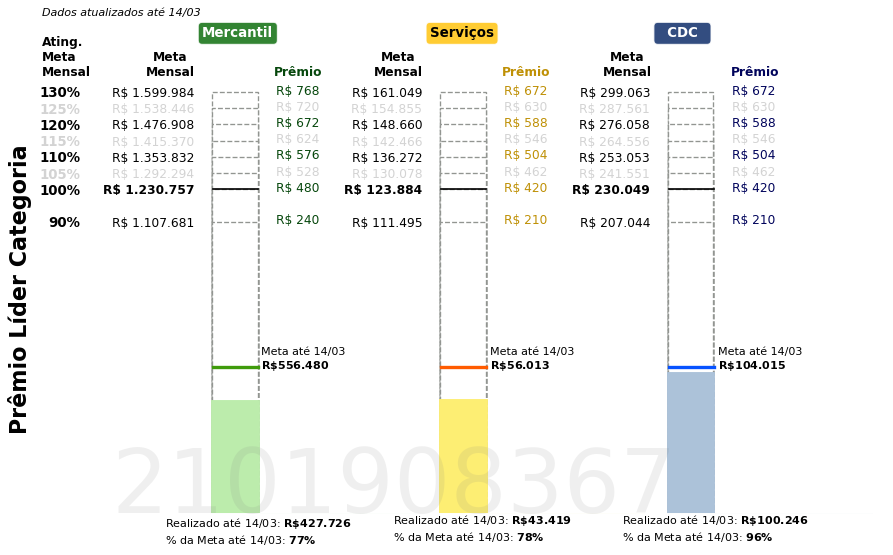 Dados atualizados até 14/03
Mercantil Serviços CDC
Ating.
Meta Meta Meta Meta
Mensal Mensal Prêmio Mensal Prêmio Mensal Prêmio
130% R$ 1.599.984 R$ 768 R$ 161.049 R$ 672 R$ 299.063 R$ 672
125% R$ 1.538.446 R$ 720 R$ 154.855 R$ 630 R$ 287.561 R$ 630
120% R$ 1.476.908 R$ 672 R$ 148.660 R$ 588 R$ 276.058 R$ 588
115% R$ 1.415.370 R$ 624 R$ 142.466 R$ 546 R$ 264.556 R$ 546
110% R$ 1.353.832 R$ 576 R$ 136.272 R$ 504 R$ 253.053 R$ 504
105% R$ 1.292.294 R$ 528 R$ 130.078 R$ 462 R$ 241.551 R$ 462
100% R$ 1.230.757 R$ 480 R$ 123.884 R$ 420 R$ 230.049 R$ 420
90% R$ 1.107.681 R$ 240 R$ 111.495 R$ 210 R$ 207.044 R$ 210
Prêmio Líder Categoria
Meta até 14/03 Meta até 14/03 Meta até 14/03
R$556.480 R$56.013 R$104.015
2101908367
Realizado até 14/03: R$427.726 Realizado até 14/03: R$43.419 Realizado até 14/03: R$100.246
% da Meta até 14/03: 77% % da Meta até 14/03: 78% % da Meta até 14/03: 96%